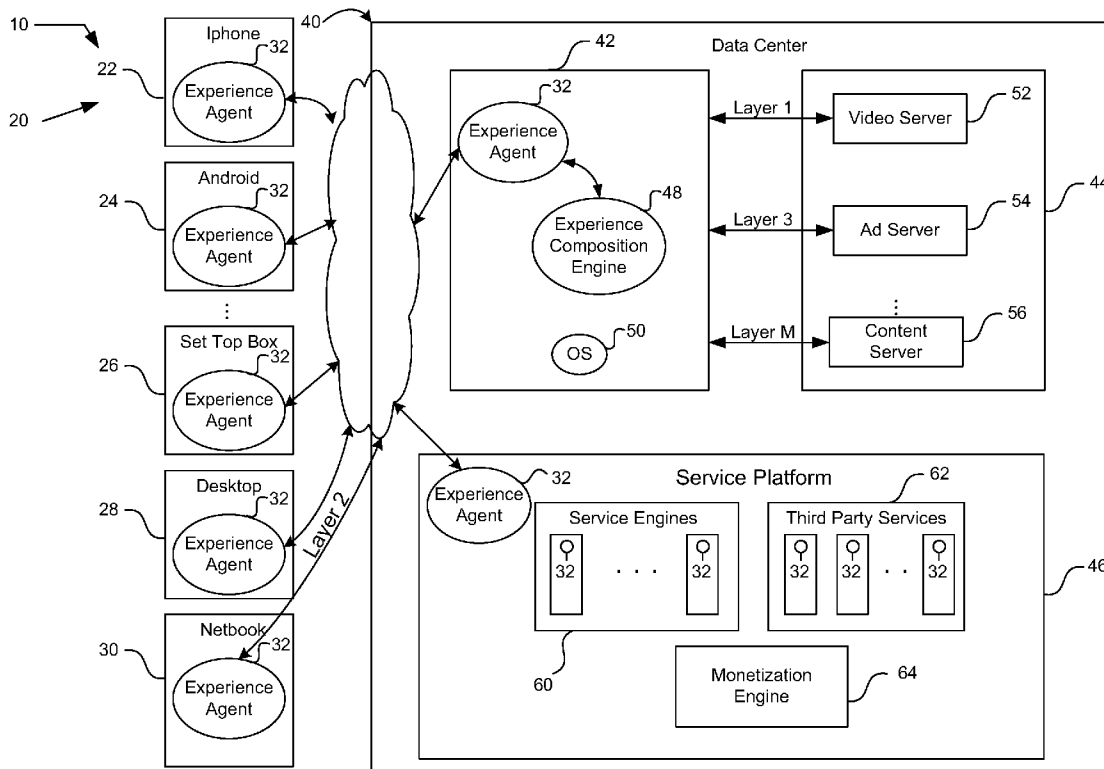 10
20
22
Iphone
32
Experience
Agent
24
Android
32
Experience
Agent
...
26
Set Top Box
32
Experience
Agent
28
Desktop
32
Experience
Agent
30
Netbook
32
Experience
Agent
Layer 2
40
Data Center
42
32
Experience
Agent
48
Experience
Composition
Engine
50
OS
Layer 1
Layer 3
Layer M
44
Video Server
52
Ad Server
54
...
Content
Server
56
46
Service Platform
32
Experience
Agent
Service Engines
32 . . . 32
60
62
Third Party Services
32 32 . . 32
Monetization
Engine
64